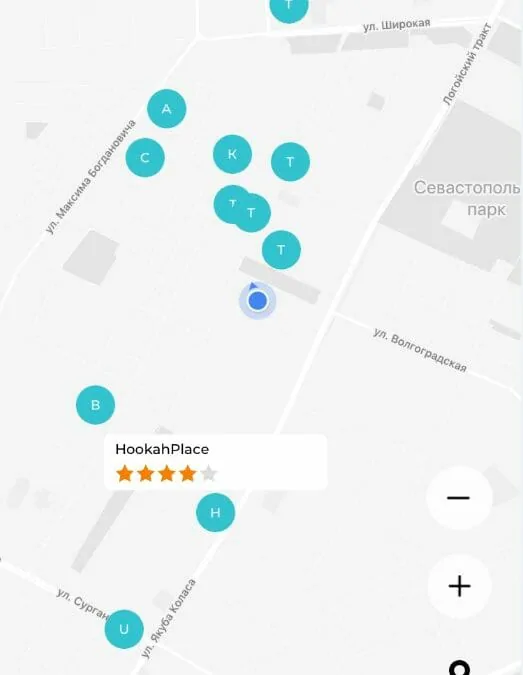 T
ул. Широкая
Логойский тракт
A
ул. Максима Богдановича
C
K
T
T
T
Севастополь
парк
T
ул. Волгоградская
B
HookahPlace
H
ул. Сурган
U
ул. Якуба Коласа